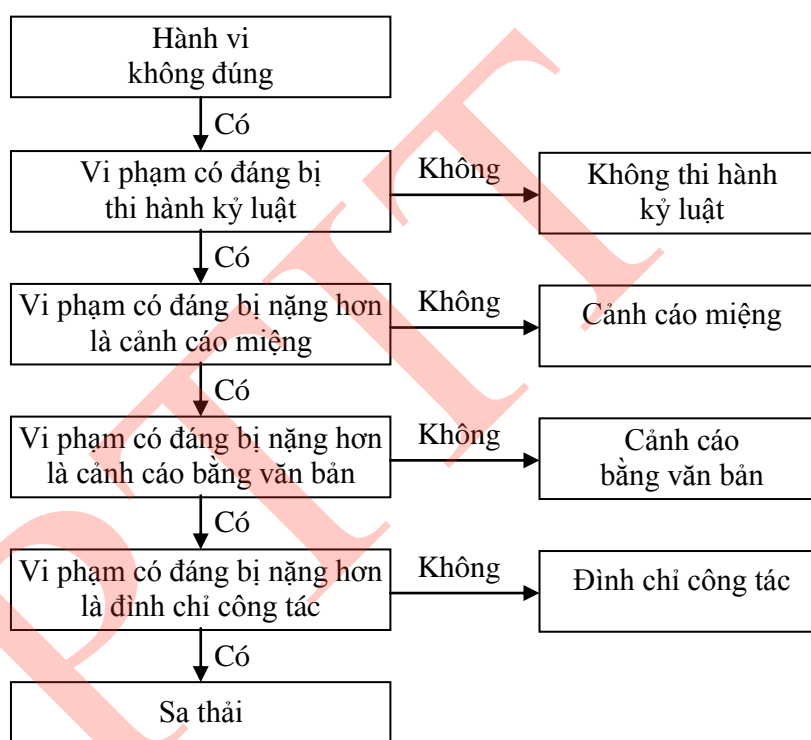 Hành vi
không đúng
Có
Vi phạm có đáng bị
thi hành kỷ luật
Không
Không thi hành
kỷ luật
Có
Vi phạm có đáng bị nặng hơn
là cảnh cáo miệng
Không
Cảnh cáo miệng
Có
Vi phạm có đáng bị nặng hơn
là cảnh cáo bằng văn bản
Không
Cảnh cáo
bằng văn bản
Có
Vi phạm có đáng bị nặng hơn
là đình chỉ công tác
Không
Đình chỉ công tác
Có
Sa thải
PTIT